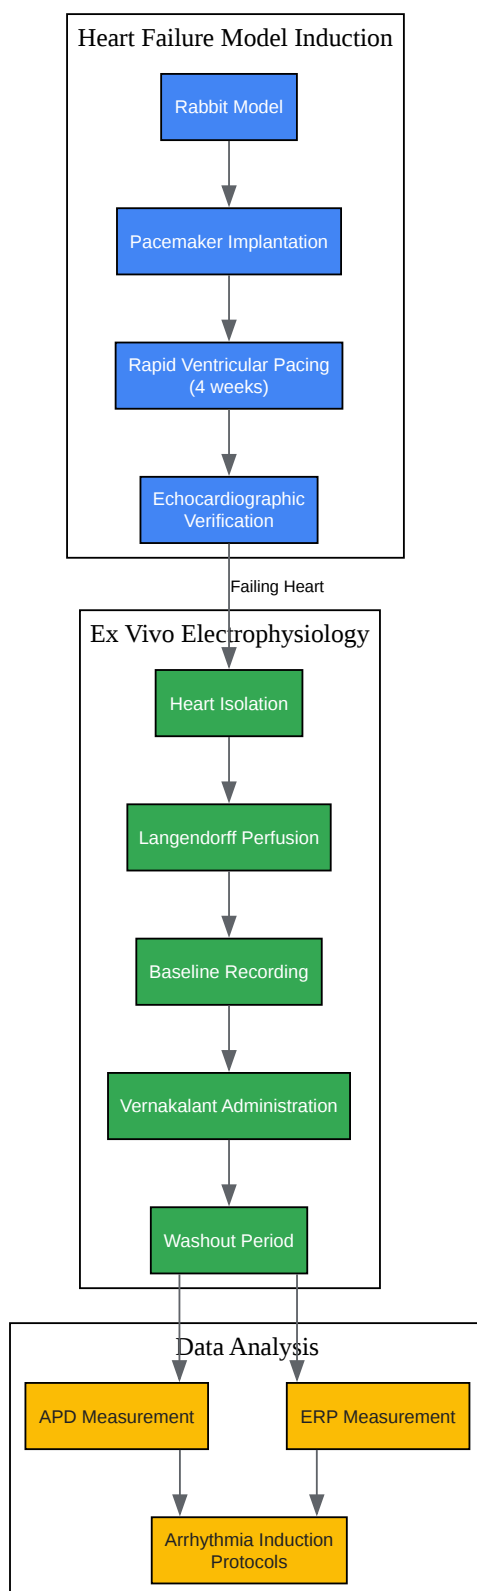 Heart Failure Model Induction
Rabbit Model
Pacemaker Implantation
Rapid Ventricular Pacing
(4 weeks)
Echocardiographic
Verification
Failing Heart
Ex Vivo Electrophysiology
Heart Isolation
Langendorff Perfusion
Baseline Recording
Vernakalant Administration
Washout Period
Data Analysis
APD Measurement
ERP Measurement
Arrhythmia Induction
Protocols